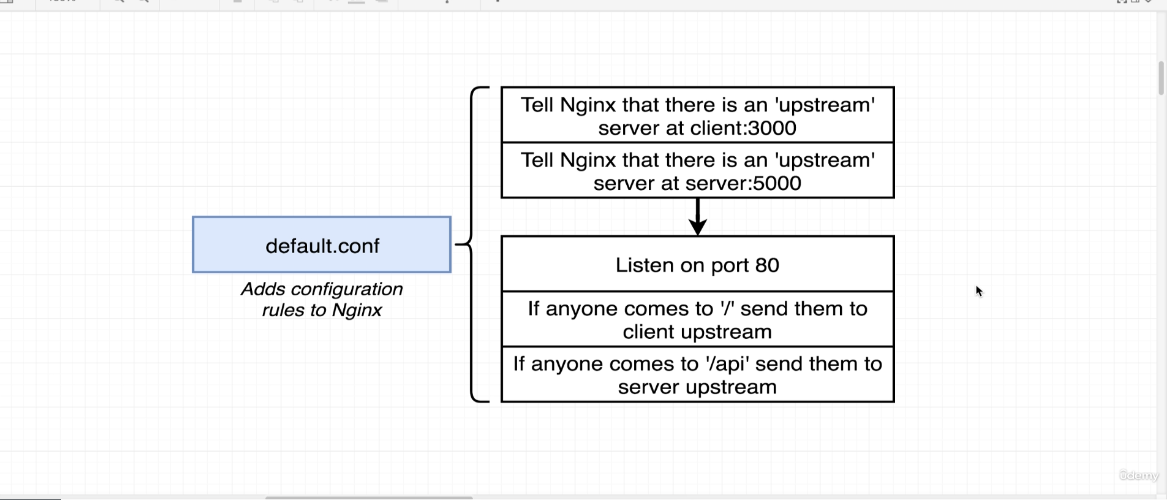 Tell Nginx that there is an 'upstream'
server at client:3000
Tell Nginx that there is an 'upstream'
server at server:5000
default.conf
Adds configuration
rules to Nginx
Listen on port 80
If anyone comes to '/' send them to
client upstream
If anyone comes to '/api' send them to
server upstream
ûdemy